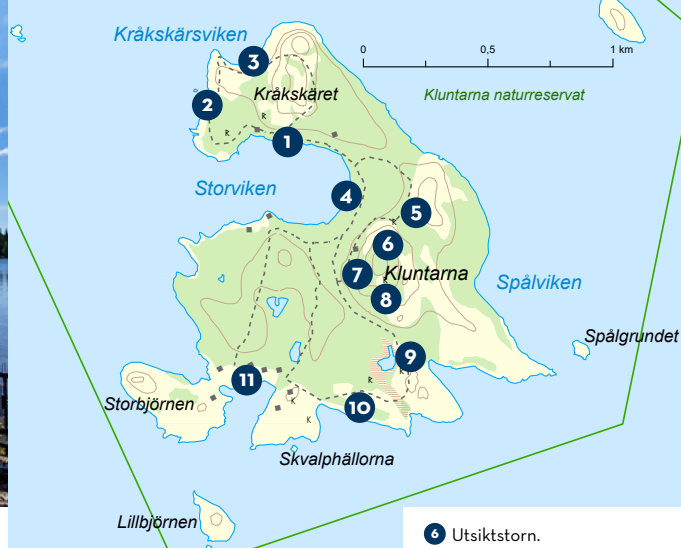 Kråkskärsviken
0 0,5 1 km
3
Kråkskäret
Kluntarna naturreservat
2
R
R
1
Storviken
4
5
R
6
Kluntarna
7
8
Spålviken
Spålgrundet
9
R
R
11
Storbjörnen
10
K
K
Skvalphällorna
Lillbjörnen
6 Utsiktstorn.